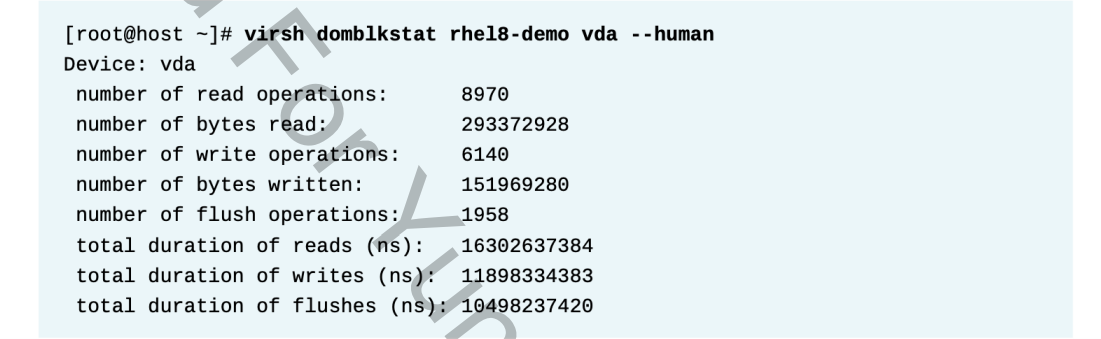 [root@host ~]# virsh domblkstat rhel8-demo vda --human
Device: vda
number of read operations: 8970
number of bytes read: 293372928
number of write operations: 6140
number of bytes written: 151969280
number of flush operations: 1958
total duration of reads (ns): 16302637384
total duration of writes (ns): 11898334383
total duration of flushes (ns): 10498237420
For Yun